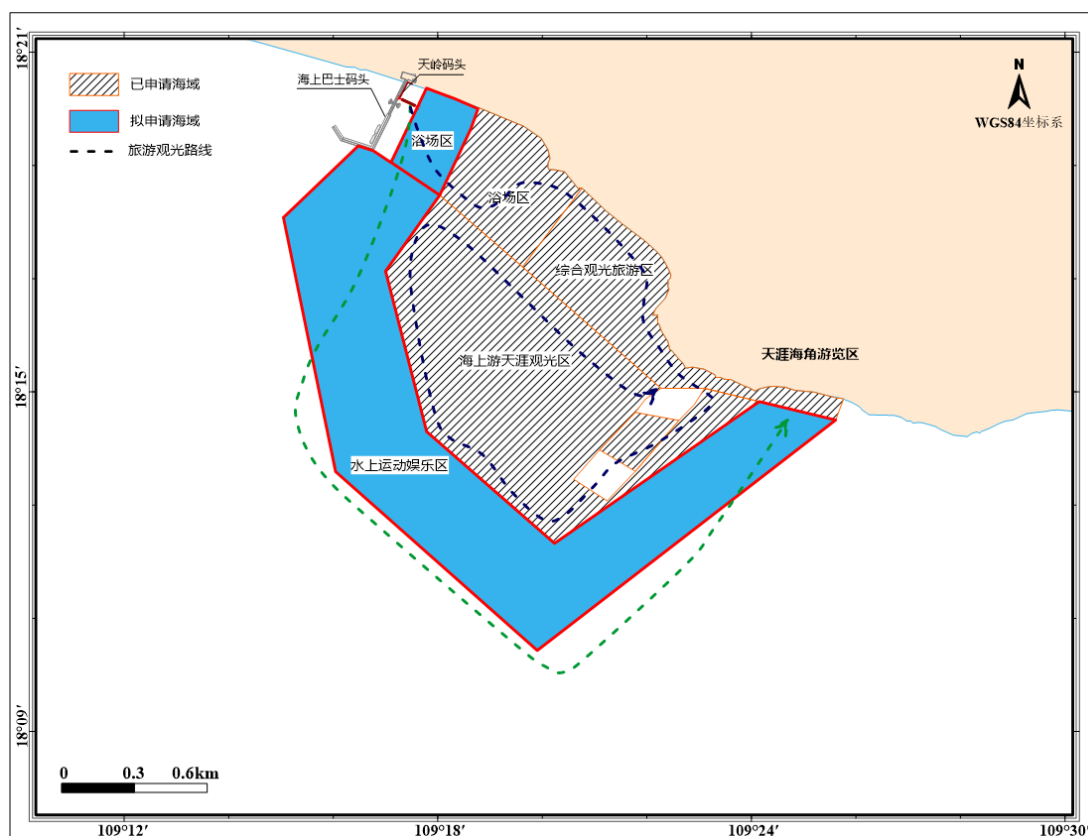 18°21′
天岭码头
海上巴士码头
已申请海域
拟申请海域
旅游观光路线
N
WGS84坐标系
浴场区
浴场区
综合观光旅游区
天涯海角游览区
海上游天涯观光区
18°15′
水上运动娱乐区
18°09′
0 0.3 0.6km
109°12′ 109°18′ 109°24′ 109°30′